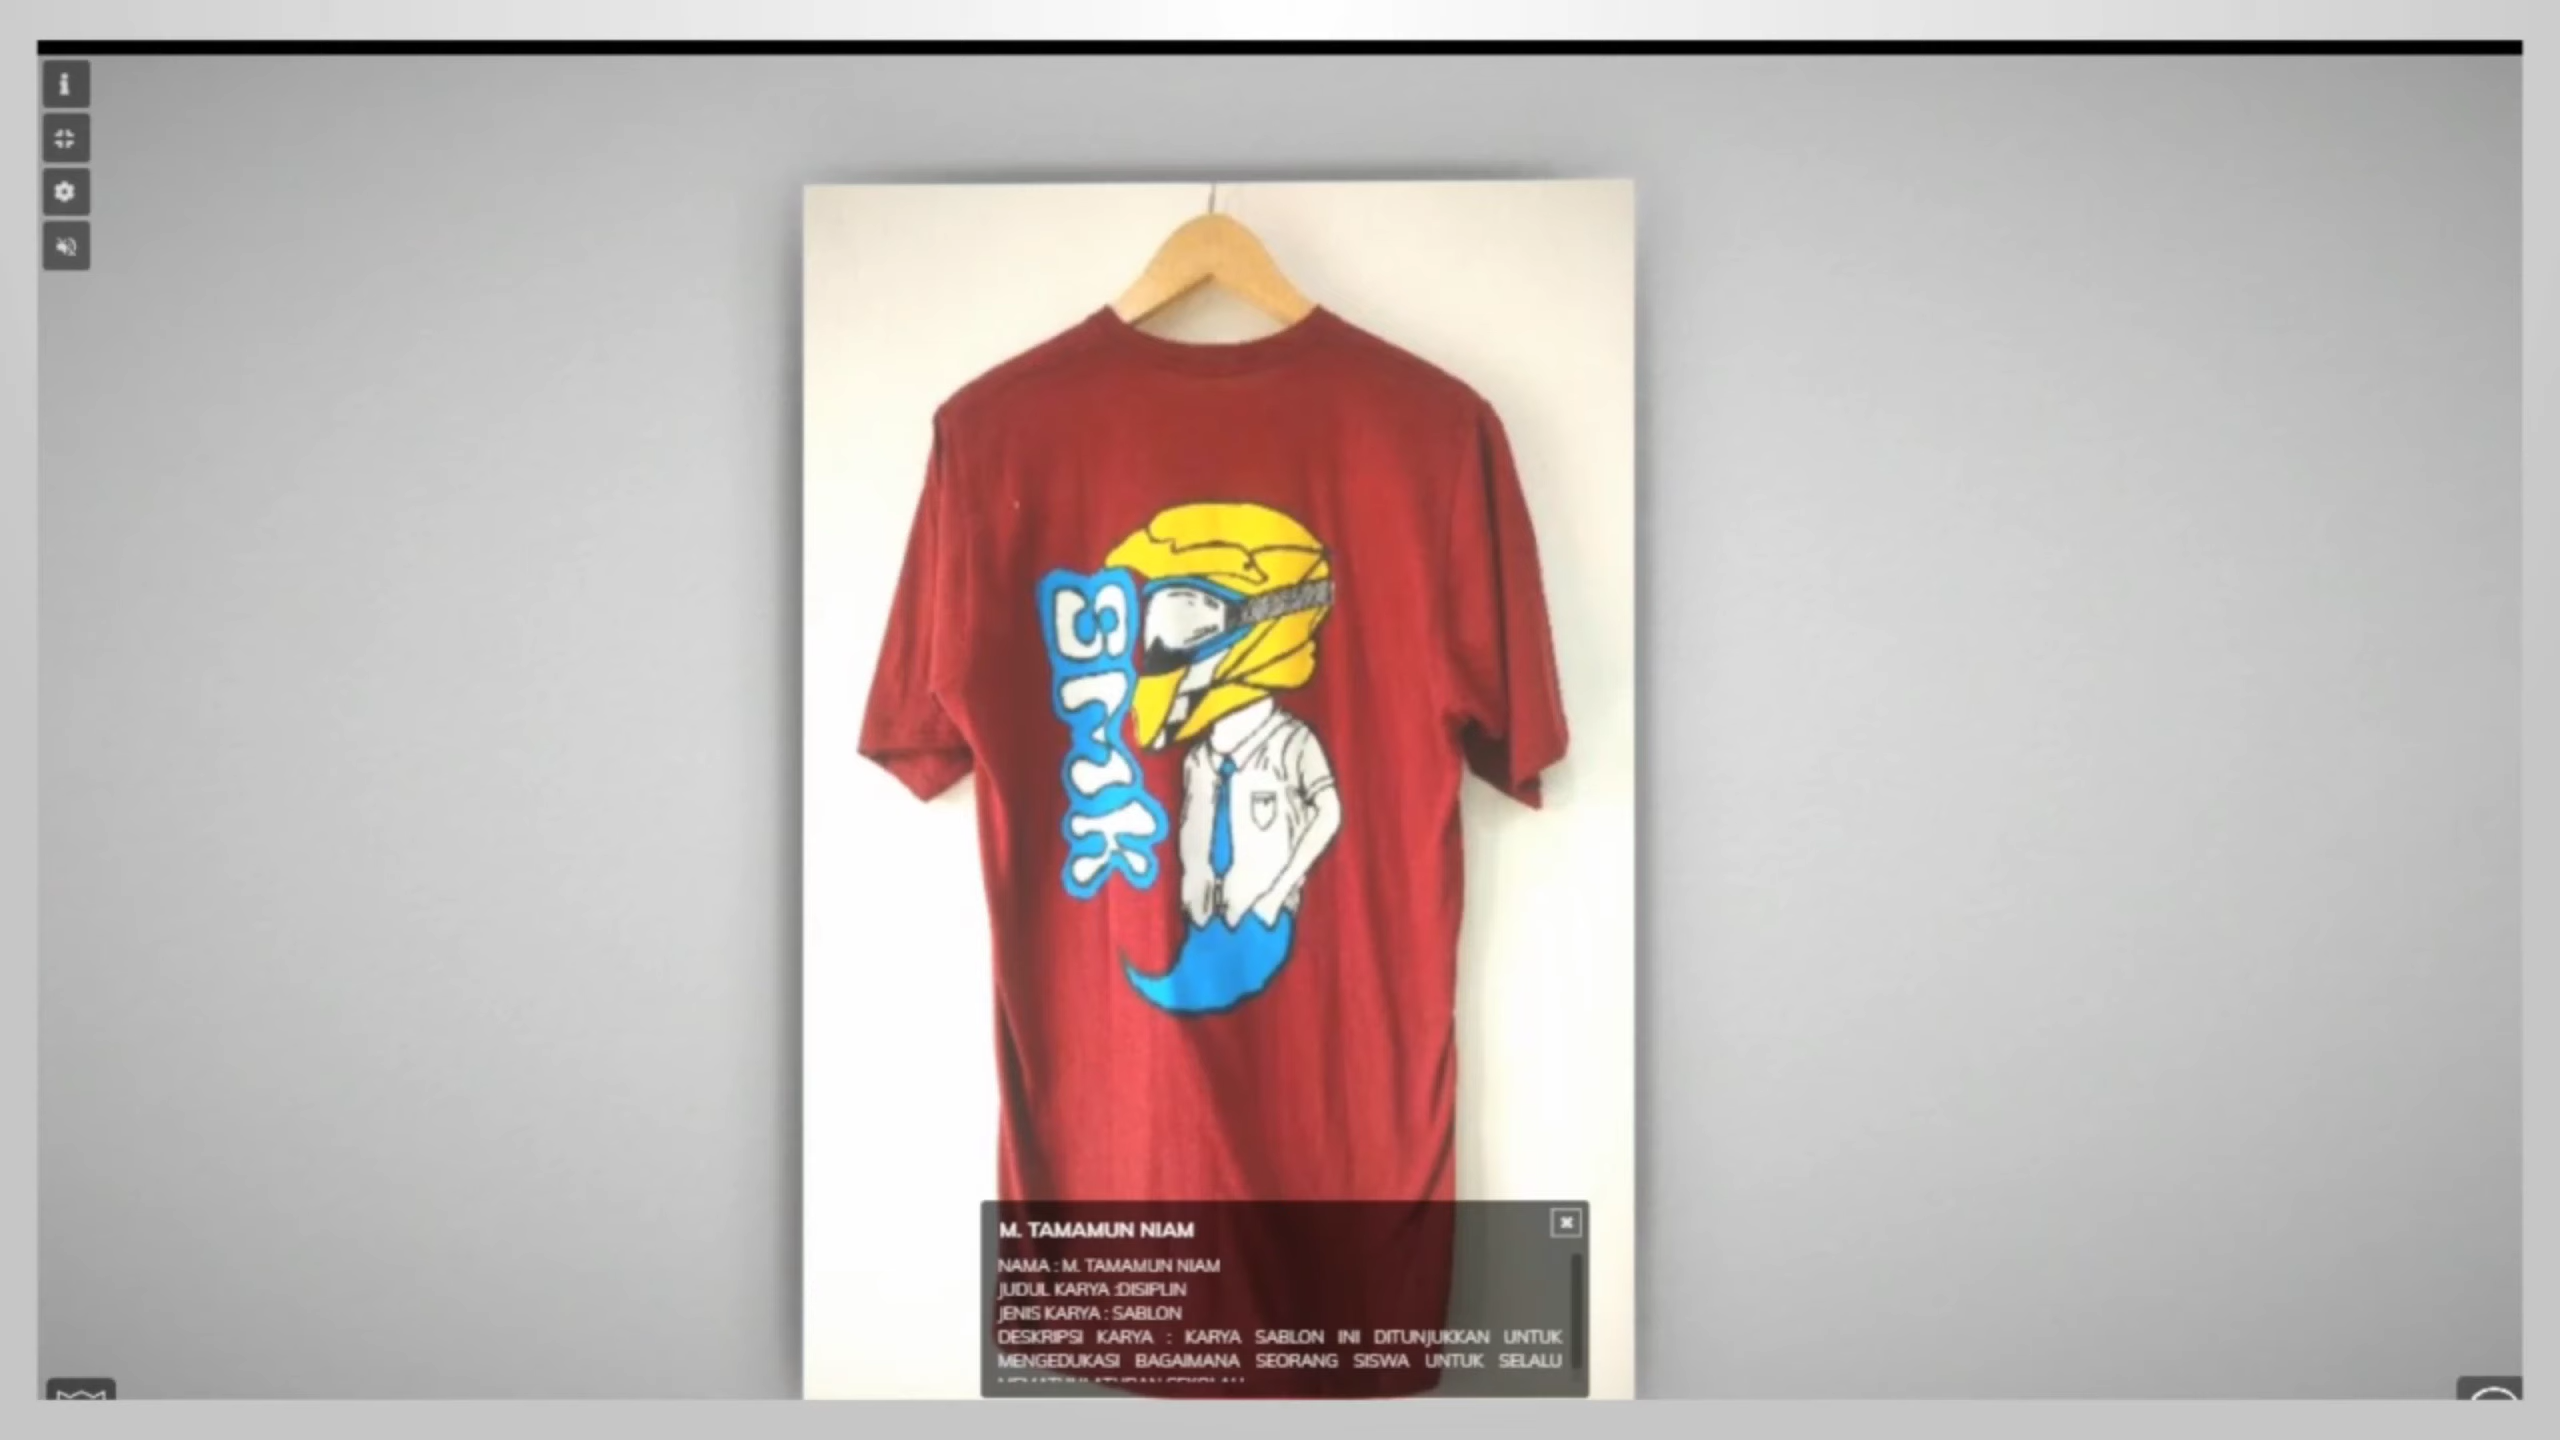 SMK
M. TAMAMUN NIAM
NAMA : M. TAMAMUN NIAM
JUDUL KARYA :DISIPLIN
JENIS KARYA : SABLON
DESKRIPSI KARYA : KARYA SABLON INI DITUNJUKKAN UNTUK
MENGEDUKASI BAGAIMANA SEORANG SISWA UNTUK SELALU